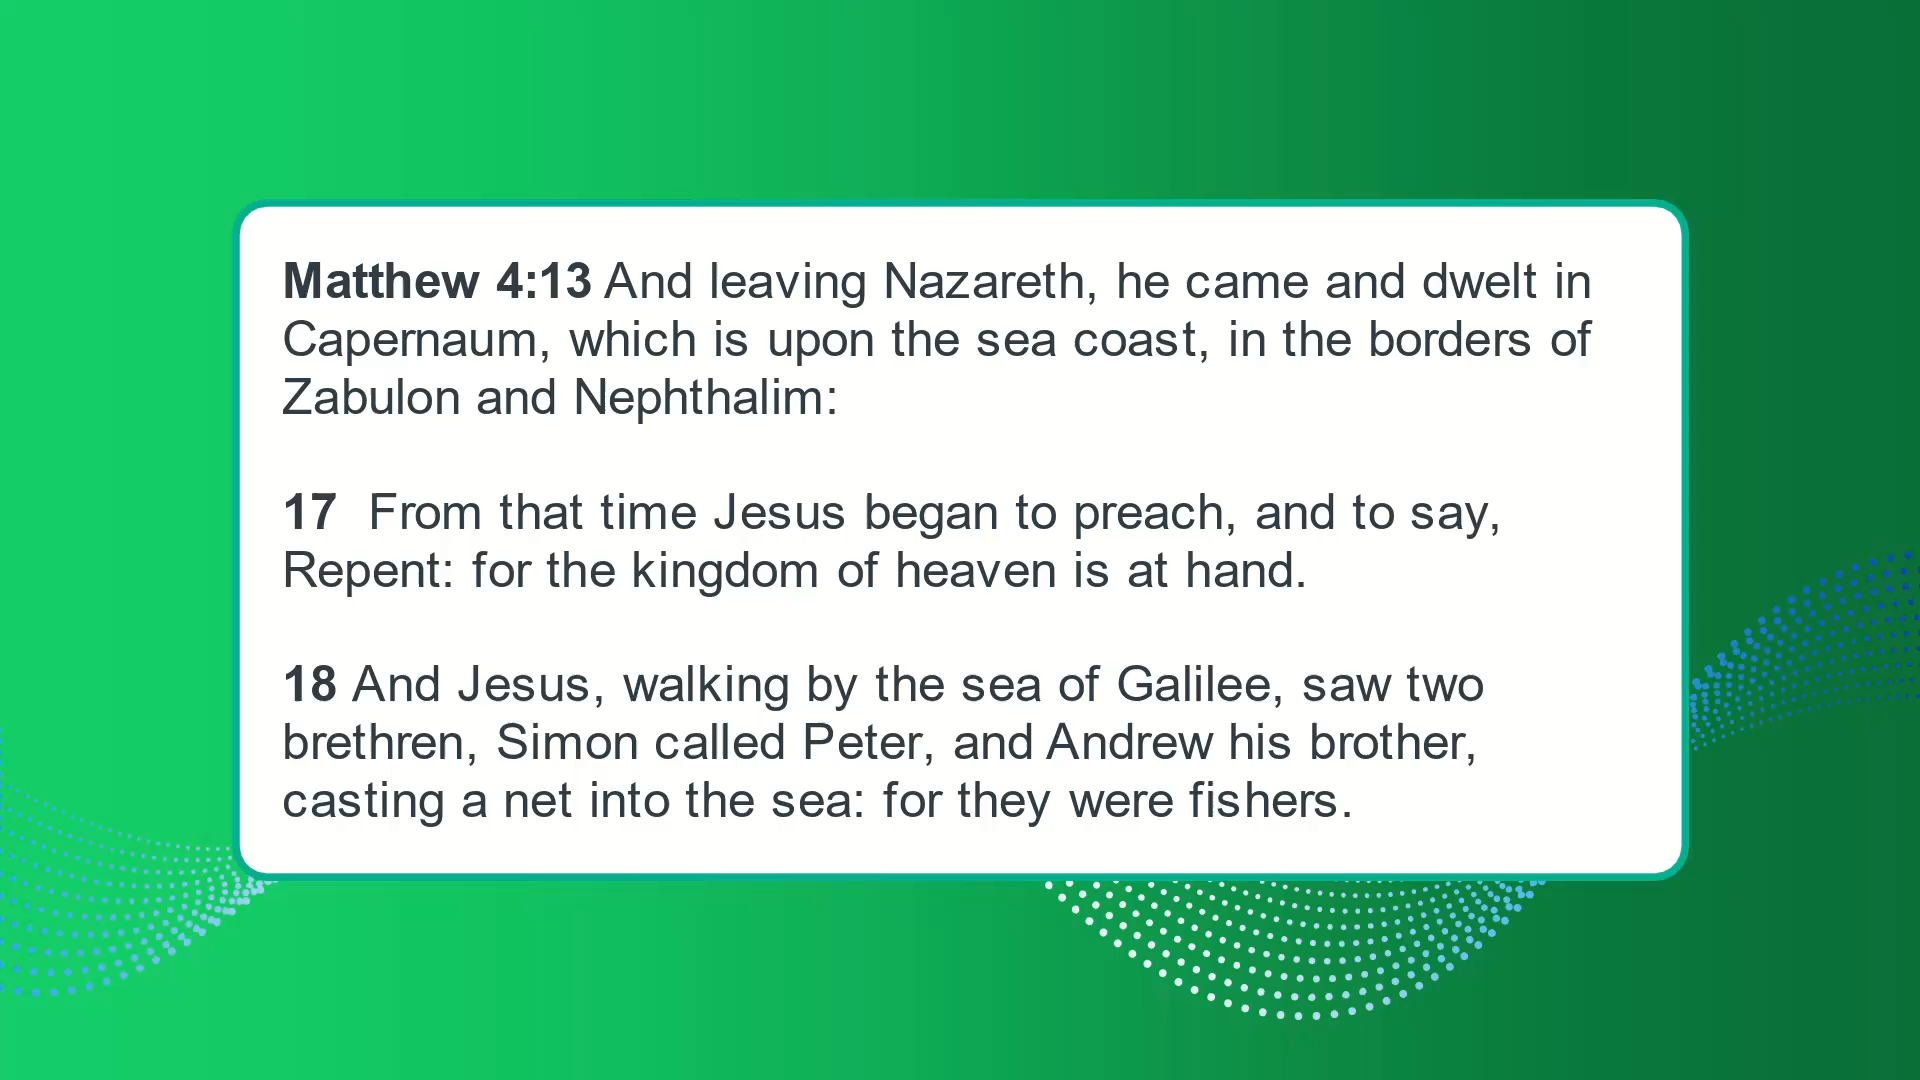 Matthew 4:13 And leaving Nazareth, he came and dwelt in
Capernaum, which is upon the sea coast, in the borders of
Zabulon and Nephthalim:
17 From that time Jesus began to preach, and to say,
Repent: for the kingdom of heaven is at hand.
18 And Jesus, walking by the sea of Galilee, saw two
brethren, Simon called Peter, and Andrew his brother,
casting a net into the sea: for they were fishers.